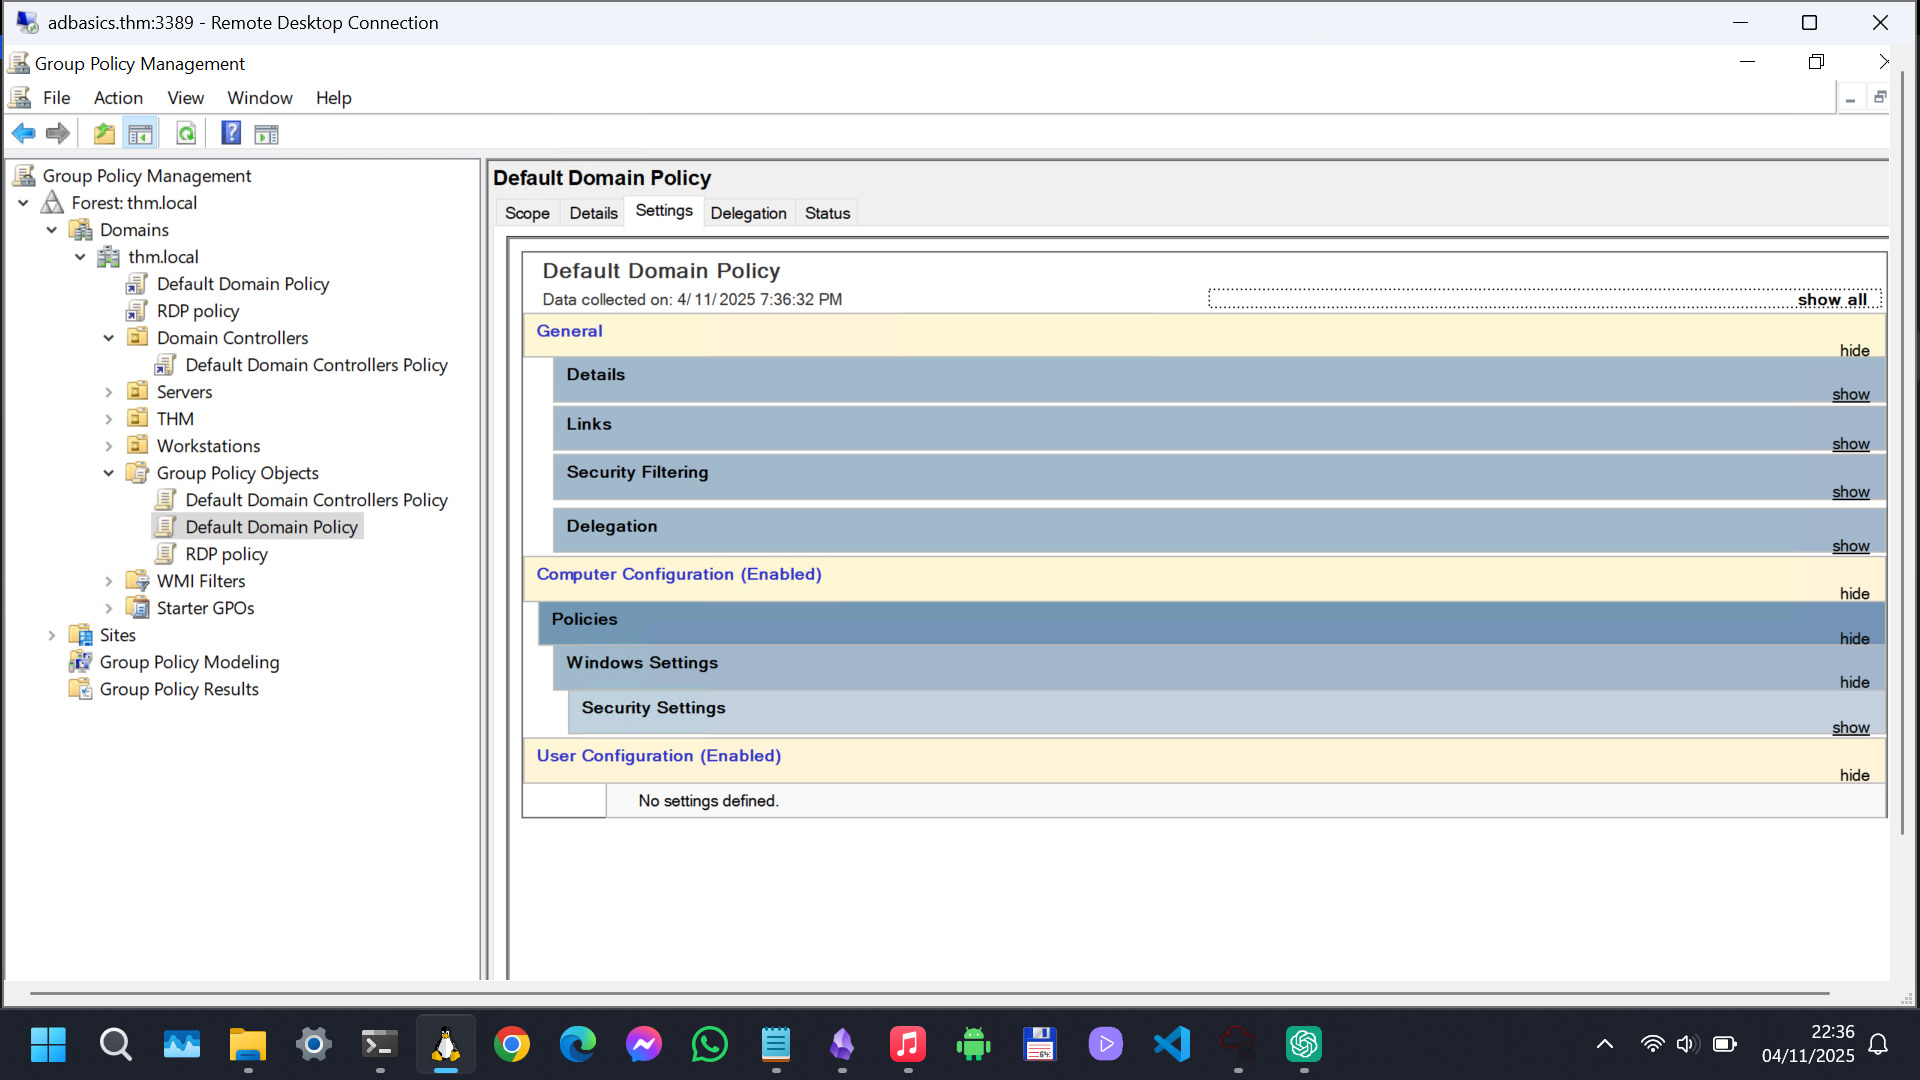 adbasics.thm:3389 - Remote Desktop Connection
Group Policy Management
File Action View Window Help
Group Policy Management
Forest: thm.local
Domains
thm.local
Default Domain Policy
RDP policy
Domain Controllers
Default Domain Controllers Policy
Servers
THM
Workstations
Group Policy Objects
Default Domain Controllers Policy
Default Domain Policy
RDP policy
WMI Filters
Starter GPOs
Sites
Group Policy Modeling
Group Policy Results
Default Domain Policy
Scope Details Settings Delegation Status
Default Domain Policy
Data collected on: 4/11/2025 7:36:32 PM
show all
General
hide
Details
show
Links
show
Security Filtering
show
Delegation
show
Computer Configuration (Enabled)
hide
Policies
hide
Windows Settings
hide
Security Settings
show
User Configuration (Enabled)
hide
No settings defined.
64
22:36
04/11/2025